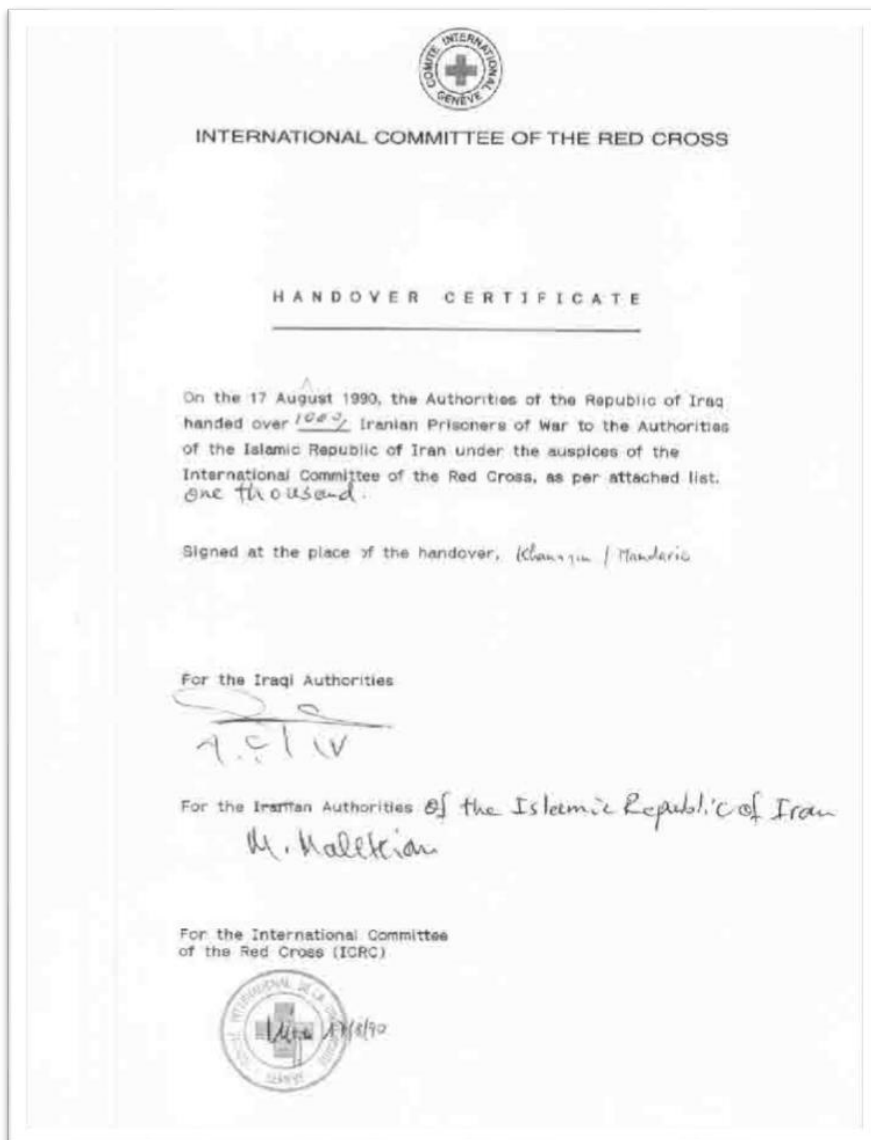 COMITE INTERNATIONAL GENEVE
INTERNATIONAL COMMITTEE OF THE RED CROSS
HANDOVER CERTIFICATE
On the 17 August 1990, the Authorities of the Republic of Iraq
handed over 1000 Iranian Prisoners of War to the Authorities
of the Islamic Republic of Iran under the auspices of the
International Committee of the Red Cross, as per attached list.
one thousand.
Signed at the place of the handover, / 
For the Iraqi Authorities
For the Iranian Authorities of the Islamic Republic of Iran
M. Malekian
For the International Committee
of the Red Cross (ICRC)
INTERNATIONAL DE LA
17/8/90